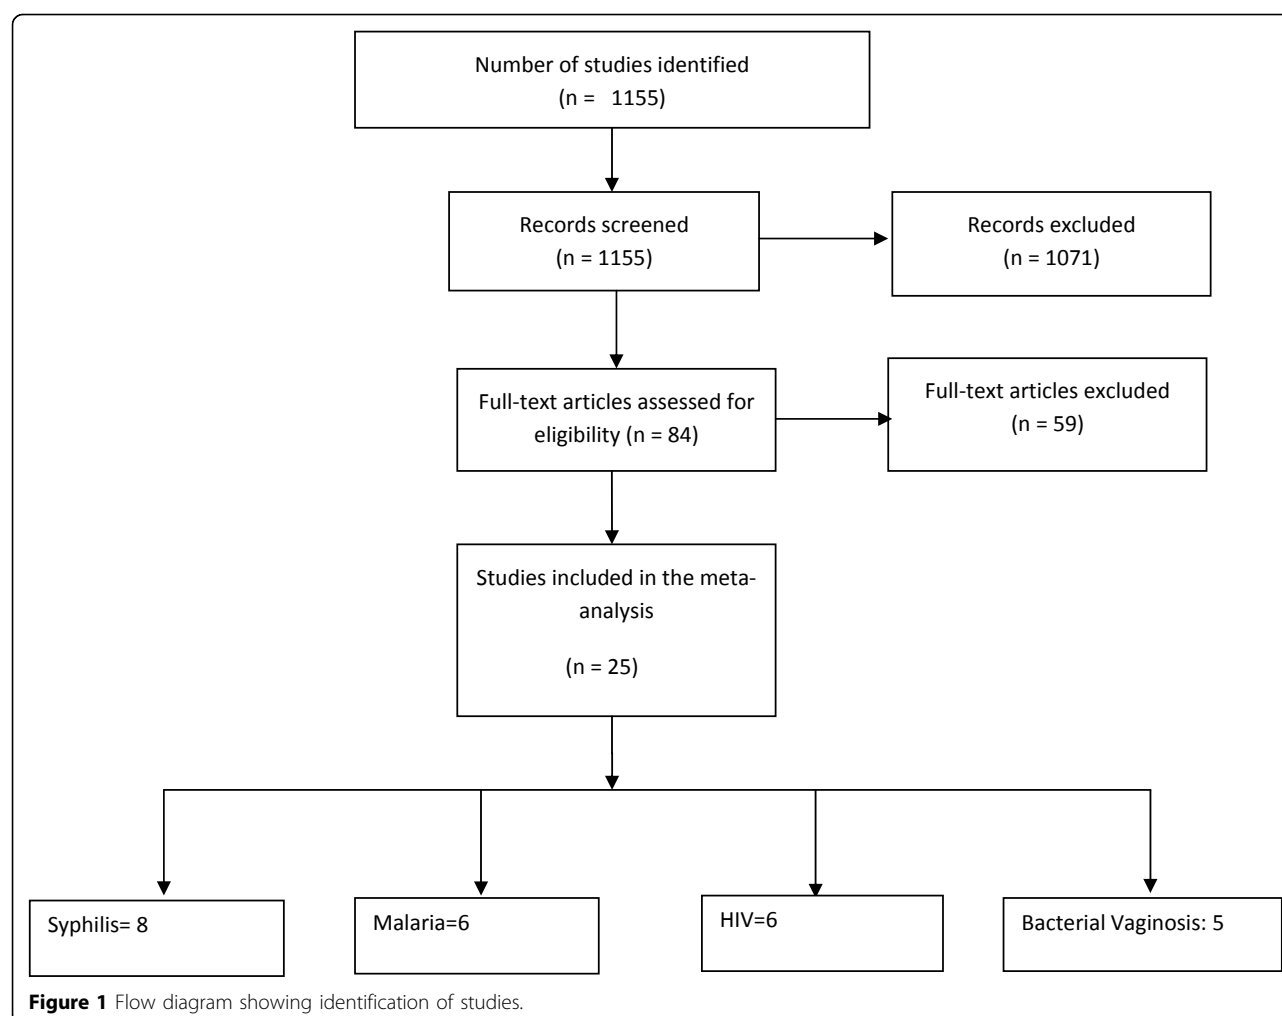 Number of studies identified
(n = 1155)
Records screened
(n = 1155)
Records excluded
(n = 1071)
Full-text articles assessed for
eligibility (n = 84)
Full-text articles excluded
(n = 59)
Studies included in the meta-
analysis
(n = 25)
Syphilis= 8
Malaria=6
HIV=6
Bacterial Vaginosis: 5
Figure 1 Flow diagram showing identification of studies.